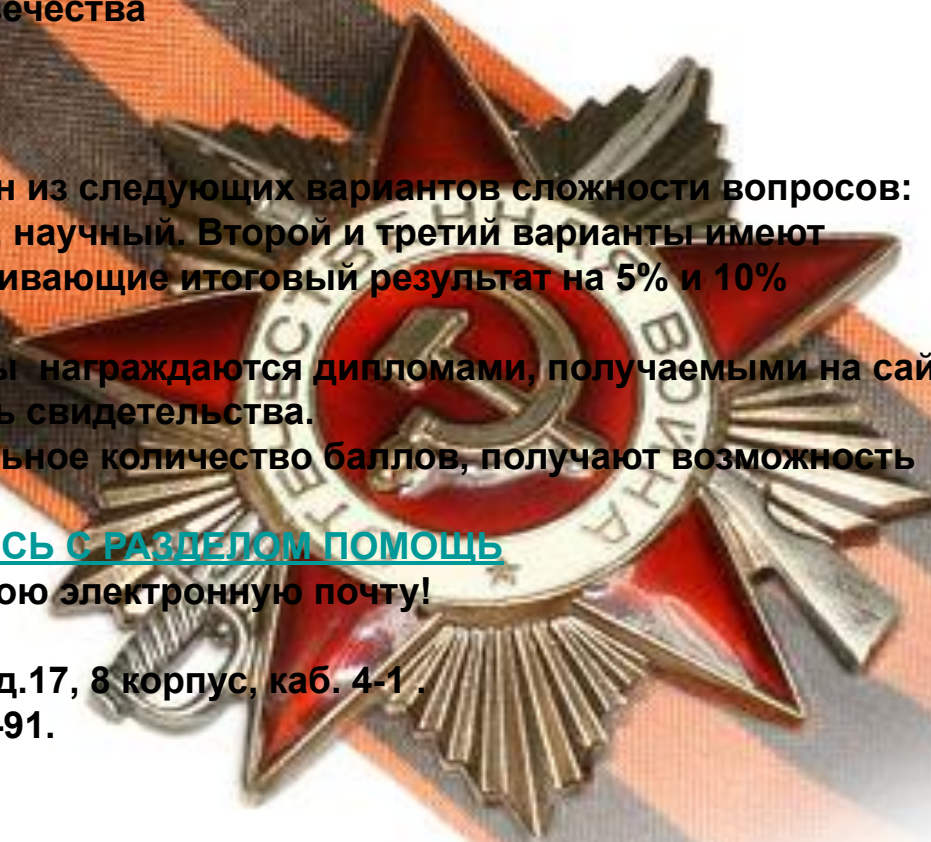 ечества
н из следующих вариантов сложности вопросов:
научный. Второй и третий варианты имеют
ивающие итоговый результат на 5% и 10%
ы награждаются дипломами, получаемыми на сай
ь свидетельства.
ьное количество баллов, получают возможность
СЬ С РАЗДЕЛОМ ПОМОЩЬ
ою электронную почту!
д.17, 8 корпус, каб. 4-1 .
-91.
ОТЕЧЕСТВЕННАЯ ВОЙНА